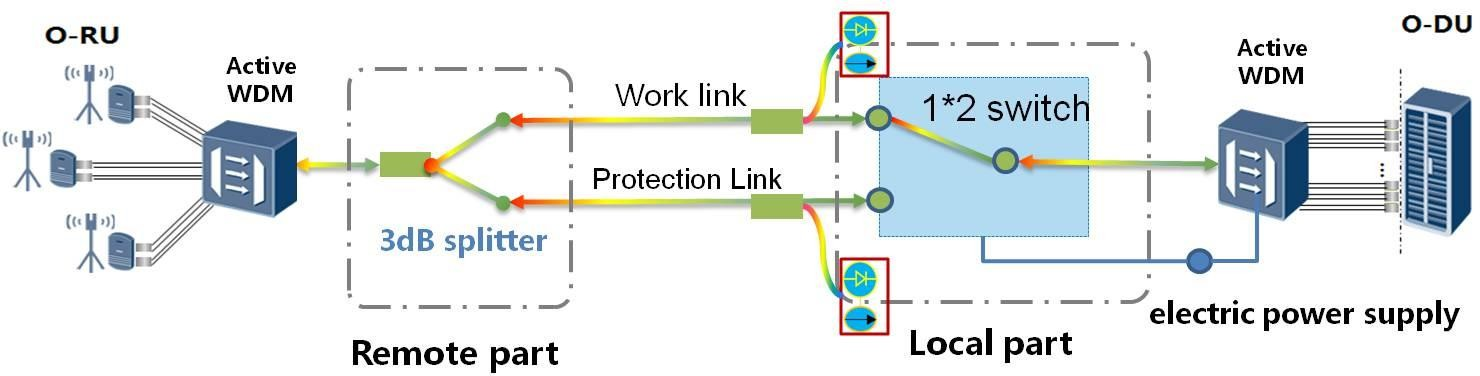 O-RU
Active
WDM
Work link
1*2 switch
Active
WDM
O-DU
Protection Link
3dB splitter
Remote part
Local part
electric power supply
...